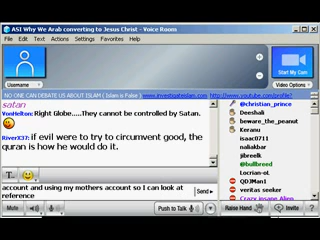 AS1 Why We Arab converting to Jesus Christ - Voice Room
File Edit Text Actions Settings Favorites Help
Username
Start My Cam
Video Options
NO ONE CAN DEBATE US ABOUT ISLAM ( Islam is False ) www.investigateislam.com http://www.youtube.com/profile?
satan
VonHelton: Right Globe.....They cannot be controlled by Satan.
RiverX37: if evil were to try to circumvent good, the
quran is how he would do it.
@christian_prince
Deeshali
beware_the_peanut
Keranu
isaac0711
naliakbar
jibreelk
@bullbreed
Locrian-oL
QDJMan1
veritas seeker
Crazy insane Alien
account and using my mothers account so I can look at
reference
Send
Mute
Push to Talk
Raise Hand
Invite